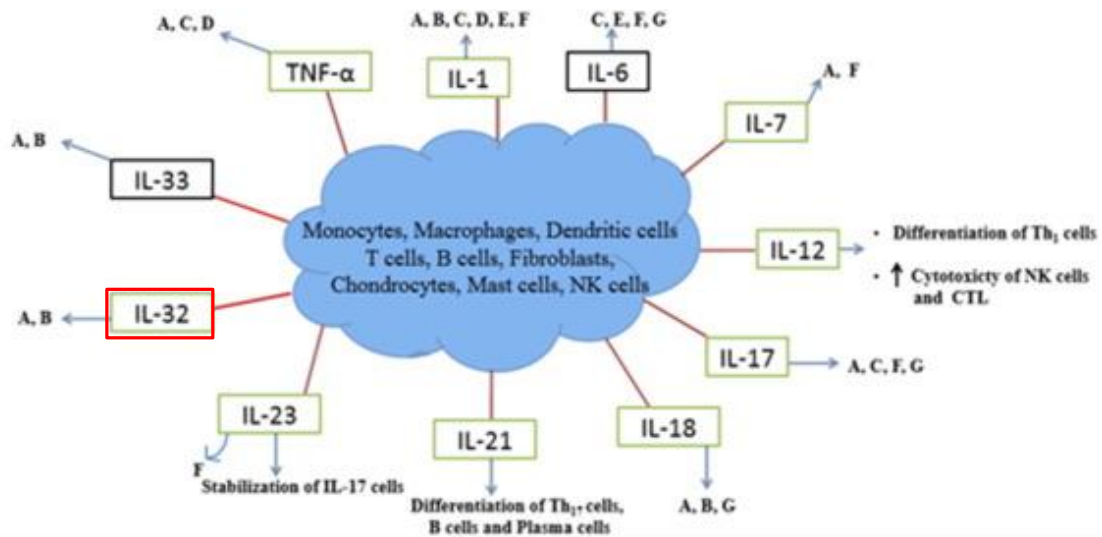 A, B, C, D, E, F
C, E, F, G
A, C, D
TNF-α
IL-1
IL-6
A, F
IL-7
A, B
IL-33
Monocytes, Macrophages, Dendritic cells
T cells, B cells, Fibroblasts,
Chondrocytes, Mast cells, NK cells
IL-12
• Differentiation of Th₁ cells
• ↑ Cytotoxicty of NK cells
and CTL
A, B
IL-32
IL-17
A, C, F, G
IL-23
IL-21
IL-18
F
Stabilization of IL-17 cells
Differentiation of Th₁₇ cells,
B cells and Plasma cells
A, B, G